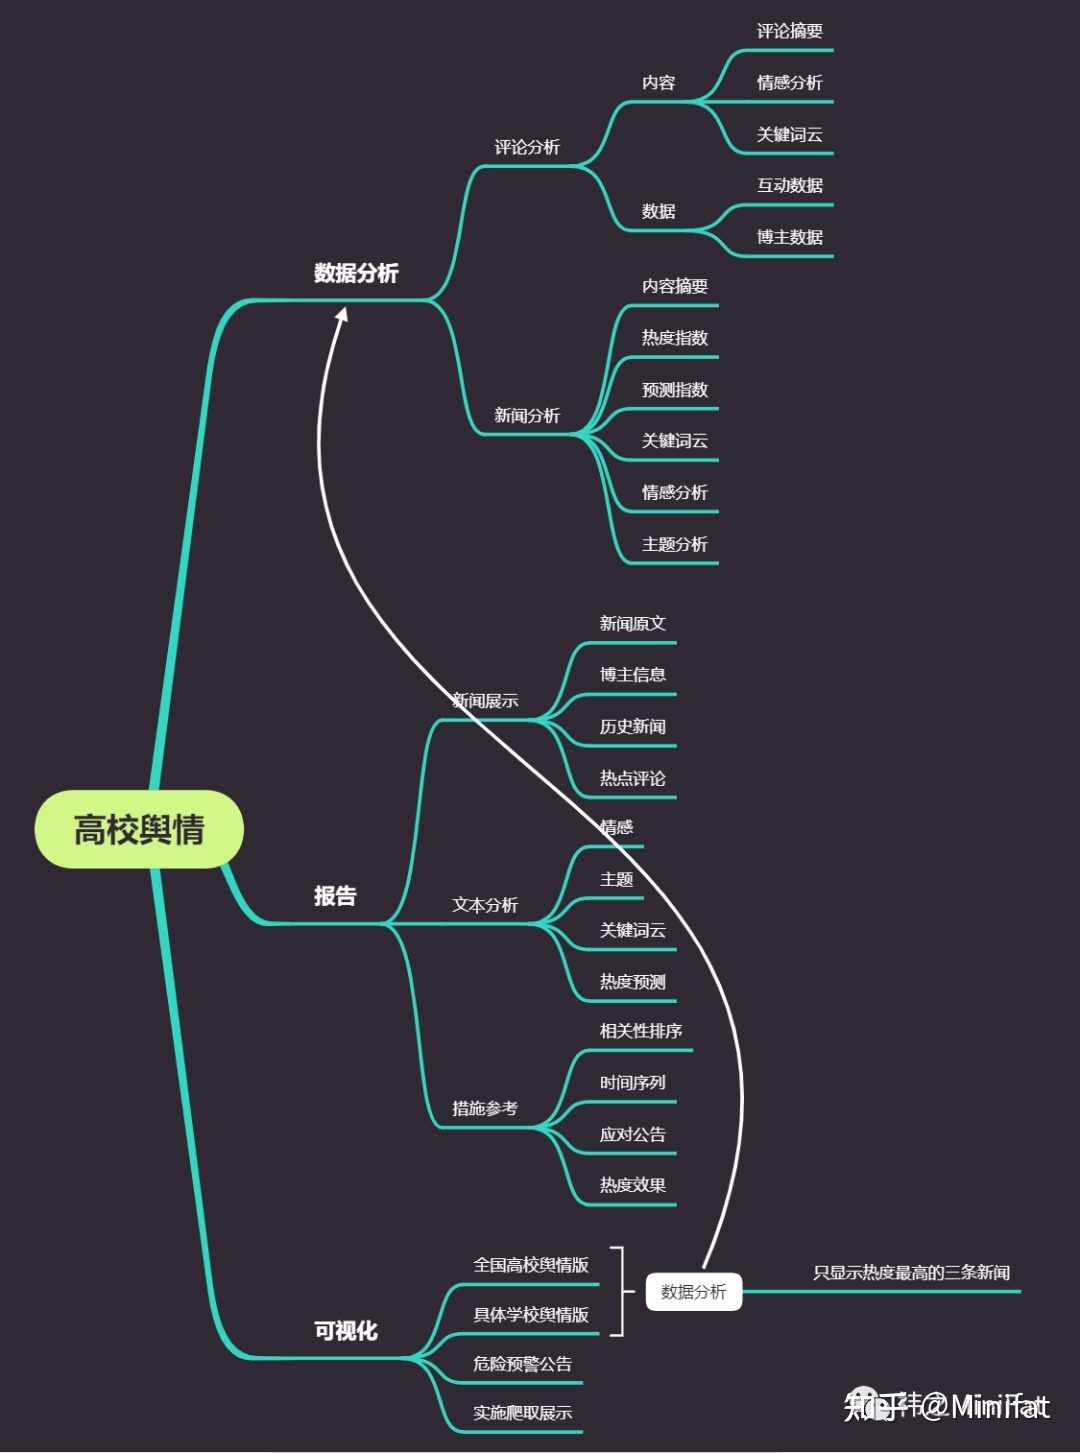 高校舆情
数据分析
评论分析
内容
评论摘要
情感分析
关键词云
数据
互动数据
博主数据
新闻分析
内容摘要
热度指数
预测指数
关键词云
情感分析
主题分析
报告
新闻展示
新闻原文
博主信息
历史新闻
热点评论
文本分析
情感
主题
关键词云
热度预测
措施参考
相关性排序
时间序列
应对公告
热度效果
可视化
全国高校舆情版
具体学校舆情版
危险预警公告
实施爬取展示
数据分析
只显示热度最高的三条新闻
知乎 @Minifat